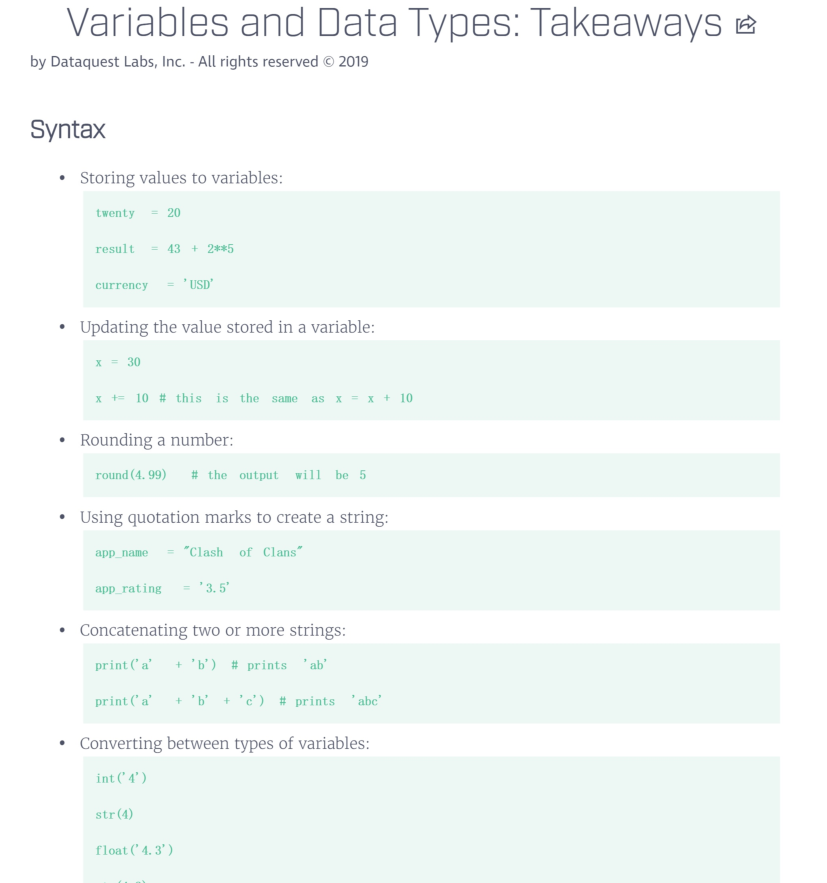 Variables and Data Types: Takeaways
by Dataquest Labs, Inc. - All rights reserved © 2019
Syntax
• Storing values to variables:
twenty = 20
result = 43 + 2**5
currency = 'USD'
• Updating the value stored in a variable:
x = 30
x += 10 # this is the same as x = x + 10
• Rounding a number:
round(4.99) # the output will be 5
• Using quotation marks to create a string:
app_name = "Clash of Clans"
app_rating = '3.5'
• Concatenating two or more strings:
print('a' + 'b') # prints 'ab'
print('a' + 'b' + 'c') # prints 'abc'
• Converting between types of variables:
int('4')
str(4)
float('4.3')